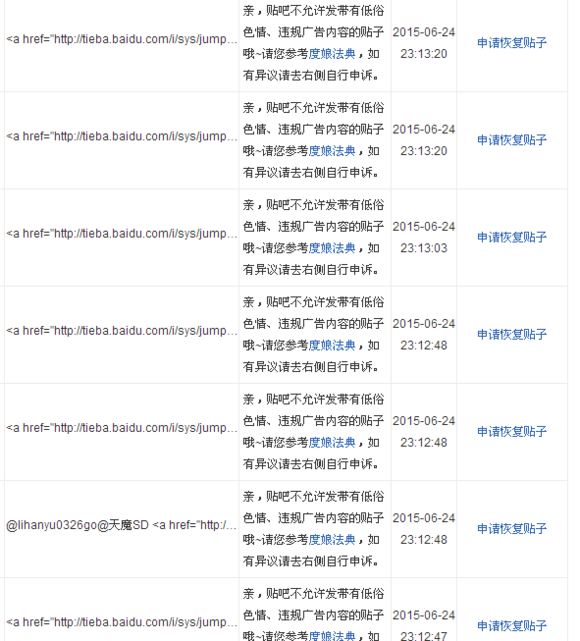 亲，贴吧不允许发带有低俗
<a href="http://tieba.baidu.com/i/sys/jump...
色情、违规广告内容的贴子
哦~请您参考度娘法典，如
有异议请去右侧自行申诉。
2015-06-24
23:13:20
申请恢复贴子
<a href="http://tieba.baidu.com/i/sys/jump...
亲，贴吧不允许发带有低俗
色情、违规广告内容的贴子
哦~请您参考度娘法典，如
有异议请去右侧自行申诉。
2015-06-24
23:13:20
申请恢复贴子
<a href="http://tieba.baidu.com/i/sys/jump...
亲，贴吧不允许发带有低俗
色情、违规广告内容的贴子
哦~请您参考度娘法典，如
有异议请去右侧自行申诉。
2015-06-24
23:13:03
申请恢复贴子
<a href="http://tieba.baidu.com/i/sys/jump...
亲，贴吧不允许发带有低俗
色情、违规广告内容的贴子
哦~请您参考度娘法典，如
有异议请去右侧自行申诉。
2015-06-24
23:12:48
申请恢复贴子
<a href="http://tieba.baidu.com/i/sys/jump...
亲，贴吧不允许发带有低俗
色情、违规广告内容的贴子
哦~请您参考度娘法典，如
有异议请去右侧自行申诉。
2015-06-24
23:12:48
申请恢复贴子
@lihanyu0326go@天魔SD <a href="http:/...
亲，贴吧不允许发带有低俗
色情、违规广告内容的贴子
哦~请您参考度娘法典，如
有异议请去右侧自行申诉。
2015-06-24
23:12:48
申请恢复贴子
<a href="http://tieba.baidu.com/i/sys/jump...
亲，贴吧不允许发带有低俗
色情、违规广告内容的贴子
哦~请您参考度娘法典，如
2015-06-24
23:12:47
申请恢复贴子